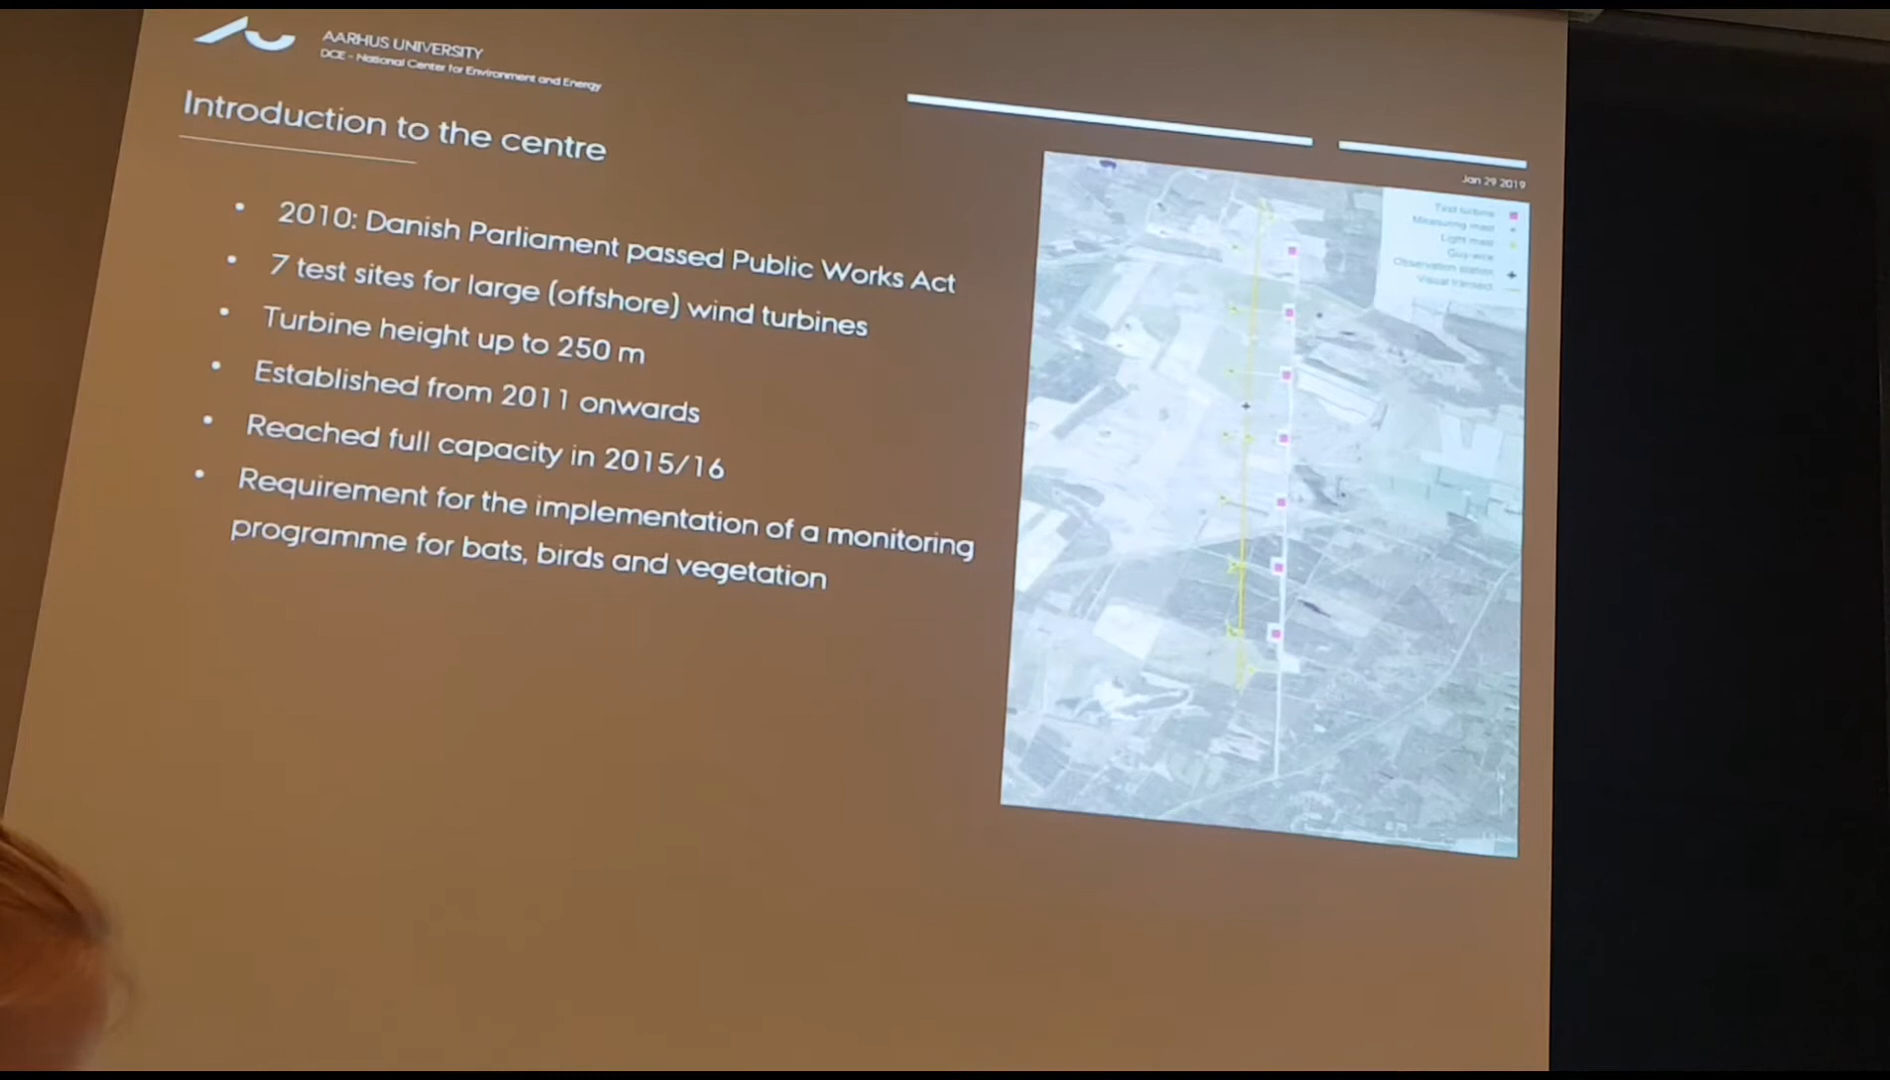 AARHUS UNIVERSITY
DCE - National Center for Environment and Energy
Introduction to the centre
• 2010: Danish Parliament passed Public Works Act
• 7 test sites for large (offshore) wind turbines
• Turbine height up to 250 m
• Established from 2011 onwards
• Reached full capacity in 2015/16
• Requirement for the implementation of a monitoring
programme for bats, birds and vegetation
Jan 29 2019
Test turbine
Measuring mast
Light mast
Guy-wire
Observation station
Visual transect